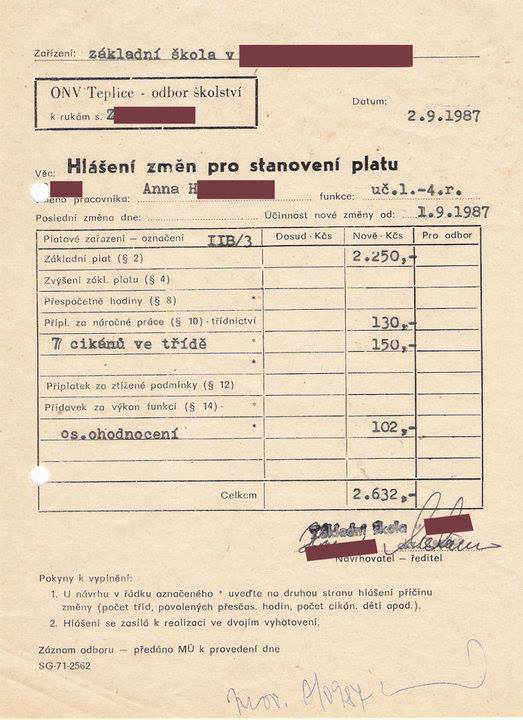 Zařízení: základní škola v
ONV Teplice - odbor školství
k rukám s.
Datum:
2.9.1987
Věc: Hlášení změn pro stanovení platu
pracovníka: Anna H funkce: uč.1.-4.r.
Poslední změna dne: Účinnost nové změny od: 1.9.1987
Platové zařazení — označení IIB/3 Dosud - Kčs Nově - Kčs Pro odbor
Základní plat (§ 2) 2.250,-
Zvýšení zákl. platu (§ 4)
Přespočetné hodiny (§ 8) *
Přípl. za náročné práce (§ 10) - třídnictví 130,-
7 cikánů ve třídě * 150,-
*
Příplatek za ztížené podmínky (§ 12)
Přídavek za výkon funkcí (§ 14) - *
os.ohodnocení * 102,-
Celkem 2.632,-
Základní škola
Navrhovatel — ředitel
Pokyny k vyplnění:
1. U návrhu v řádku označeného * uveďte na druhou stranu hlášení příčinu
změny (počet tříd, povolených přesčas. hodin, počet cikán. dětí apod.).
2. Hlášení se zasílá k realizaci ve dvojím vyhotovení.
Záznam odboru — předáno MÚ k provedení dne
SG-71-2562